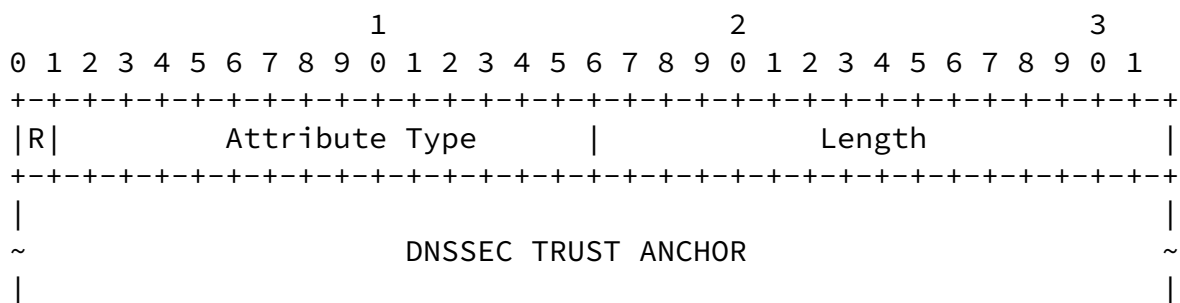 1                   2                   3
 0 1 2 3 4 5 6 7 8 9 0 1 2 3 4 5 6 7 8 9 0 1 2 3 4 5 6 7 8 9 0 1
+-+-+-+-+-+-+-+-+-+-+-+-+-+-+-+-+-+-+-+-+-+-+-+-+-+-+-+-+-+-+-+-+
|R|         Attribute Type        |            Length             |
+-+-+-+-+-+-+-+-+-+-+-+-+-+-+-+-+-+-+-+-+-+-+-+-+-+-+-+-+-+-+-+-+
|                                                               |
~                     DNSSEC TRUST ANCHOR                       ~
|                                                               |